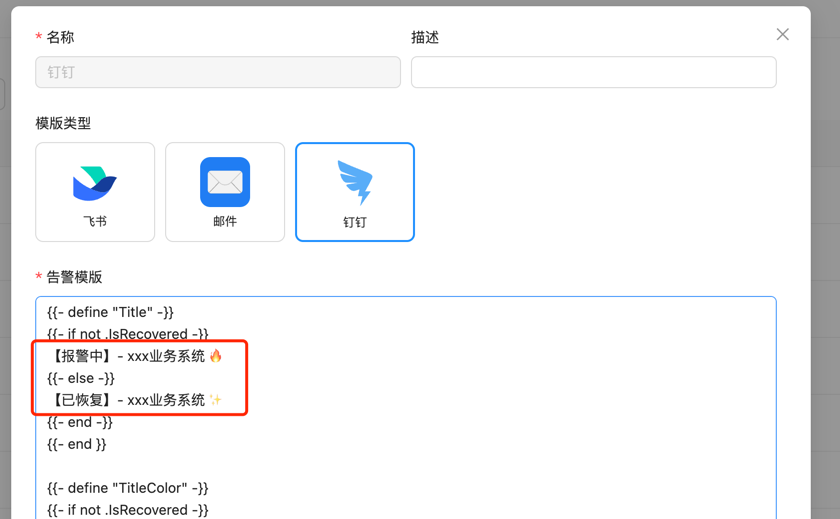 * 名称
描述
钉钉
模版类型
飞书
邮件
钉钉
* 告警模版
{{- define "Title" -}}
{{- if not .IsRecovered -}}
【报警中】- xxx业务系统 🔥
{{- else -}}
【已恢复】- xxx业务系统 ✨
{{- end -}}
{{- end }}
{{- define "TitleColor" -}}
{{- if not .IsRecovered -}}